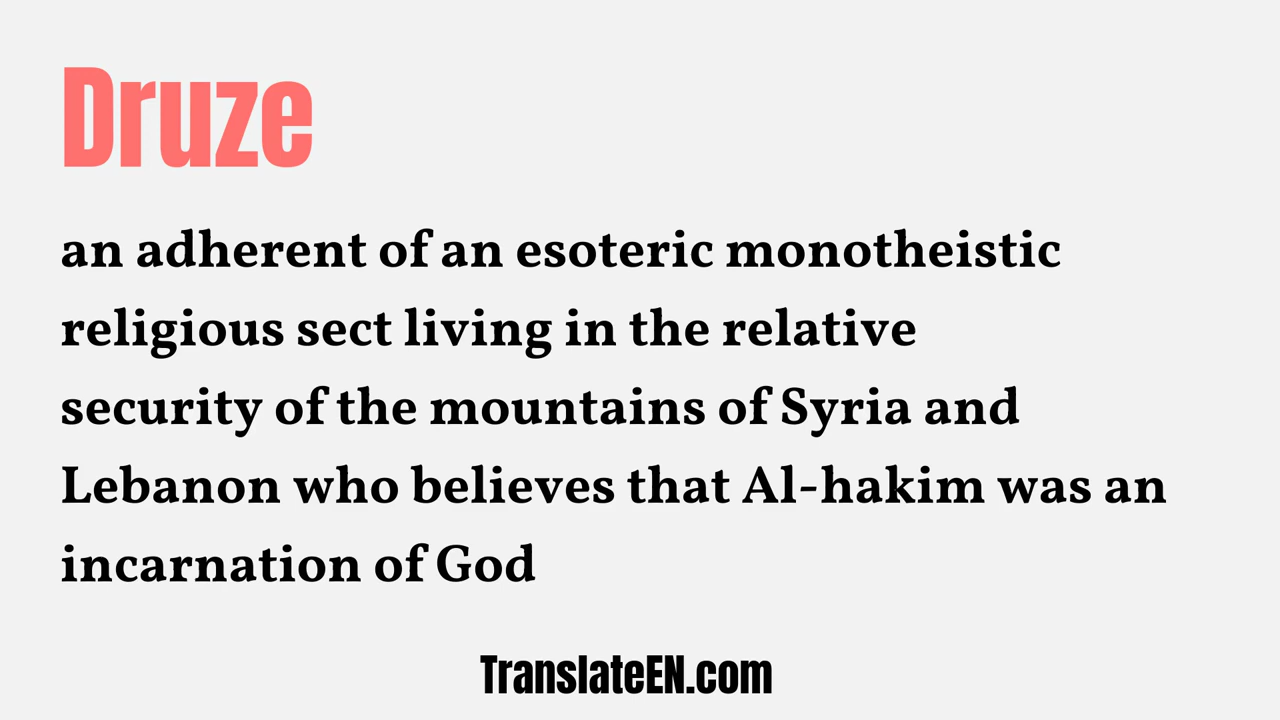 Druze
an adherent of an esoteric monotheistic
religious sect living in the relative
security of the mountains of Syria and
Lebanon who believes that Al-hakim was an
incarnation of God
TranslateEN.com